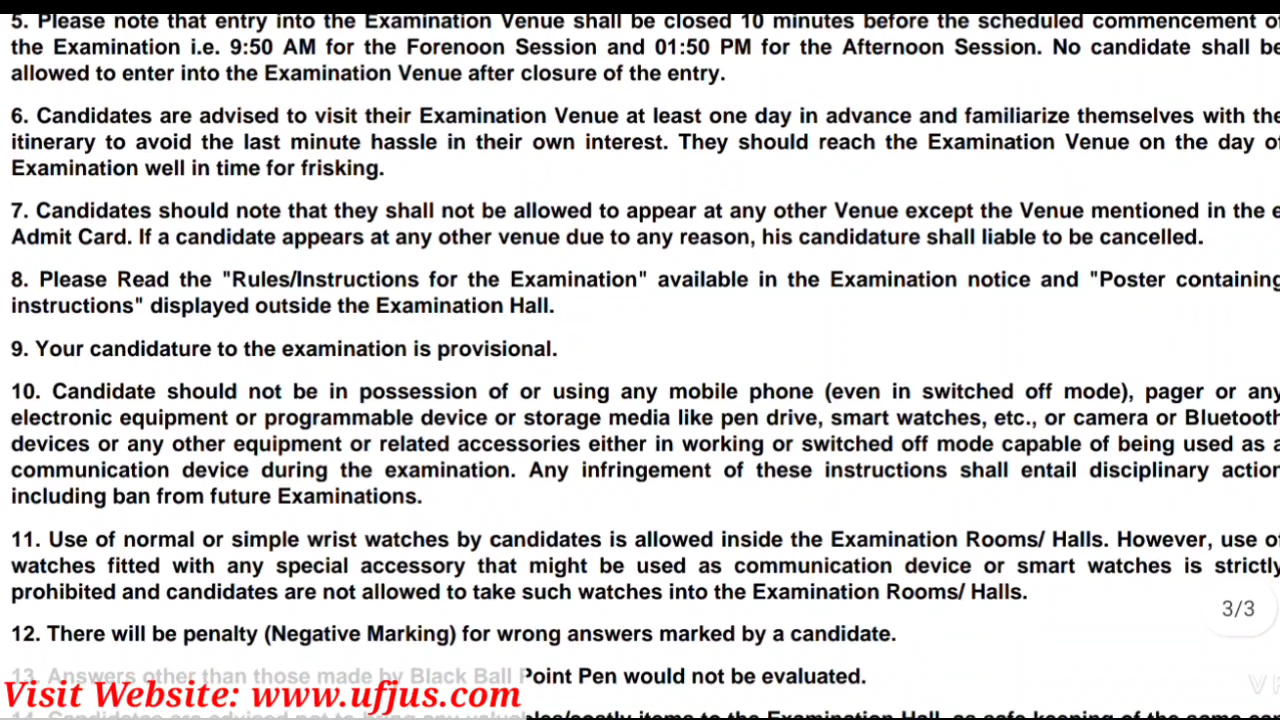 5. Please note that entry into the Examination Venue shall be closed 10 minutes before the scheduled commencement of
the Examination i.e. 9:50 AM for the Forenoon Session and 01:50 PM for the Afternoon Session. No candidate shall be
allowed to enter into the Examination Venue after closure of the entry.
6. Candidates are advised to visit their Examination Venue at least one day in advance and familiarize themselves with the
itinerary to avoid the last minute hassle in their own interest. They should reach the Examination Venue on the day of
Examination well in time for frisking.
7. Candidates should note that they shall not be allowed to appear at any other Venue except the Venue mentioned in the e
Admit Card. If a candidate appears at any other venue due to any reason, his candidature shall liable to be cancelled.
8. Please Read the "Rules/Instructions for the Examination" available in the Examination notice and "Poster containing
instructions" displayed outside the Examination Hall.
9. Your candidature to the examination is provisional.
10. Candidate should not be in possession of or using any mobile phone (even in switched off mode), pager or any
electronic equipment or programmable device or storage media like pen drive, smart watches, etc., or camera or Bluetooth
devices or any other equipment or related accessories either in working or switched off mode capable of being used as a
communication device during the examination. Any infringement of these instructions shall entail disciplinary action
including ban from future Examinations.
11. Use of normal or simple wrist watches by candidates is allowed inside the Examination Rooms/ Halls. However, use of
watches fitted with any special accessory that might be used as communication device or smart watches is strictly
prohibited and candidates are not allowed to take such watches into the Examination Rooms/ Halls.
3/3
12. There will be penalty (Negative Marking) for wrong answers marked by a candidate.
13. Answers other than those made by Black Ball Point Pen would not be evaluated.
Visit Website: www.ufjus.com